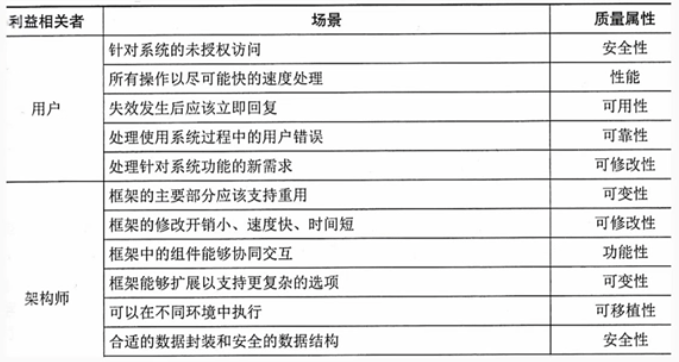 利益相关者 场景 质量属性
用户
针对系统的未授权访问 安全性
所有操作以尽可能快的速度处理 性能
失效发生后应该立即回复 可用性
处理使用系统过程中的用户错误 可靠性
处理针对系统功能的新需求 可修改性
架构师
框架的主要部分应该支持重用 可变性
框架的修改开销小、速度快、时间短 可修改性
框架中的组件能够协同交互 功能性
框架能够扩展以支持更复杂的选项 可变性
可以在不同环境中执行 可移植性
合适的数据封装和安全的数据结构 安全性